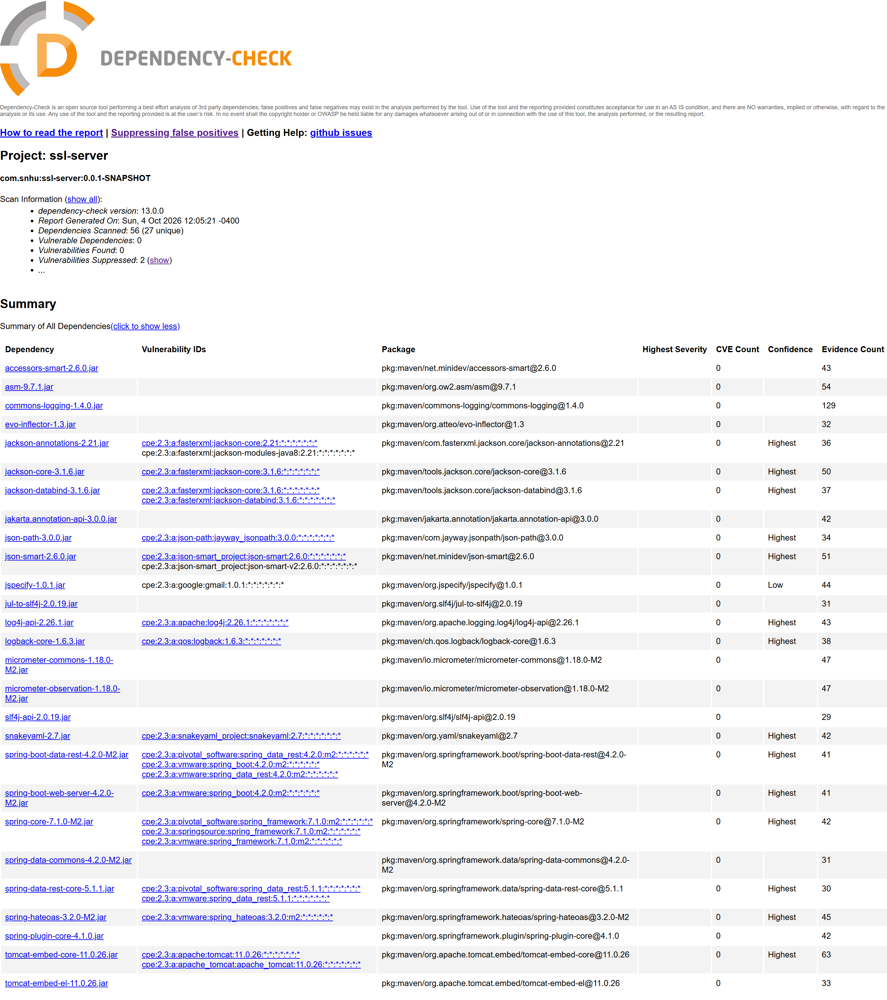 DEPENDENCY-CHECK
Dependency-Check is an open source tool performing a best effort analysis of 3rd party dependencies; false positives and false negatives may exist in the analysis performed by the tool. Use of the tool and the reporting provided constitutes acceptance for use in an AS IS condition, and there are NO warranties, implied or otherwise, with regard to the
analysis or its use. Any use of the tool and the reporting provided is at the user's risk. In no event shall the copyright holder or OWASP be held liable for any damages whatsoever arising out of or in connection with the use of this tool, the analysis performed, or the resulting report.
How to read the report | Suppressing false positives | Getting Help: github issues
Project: ssl-server
com.snhu:ssl-server:0.0.1-SNAPSHOT
Scan Information (show all):
• dependency-check version: 13.0.0
• Report Generated On: Sun, 4 Oct 2026 12:05:21 -0400
• Dependencies Scanned: 56 (27 unique)
• Vulnerable Dependencies: 0
• Vulnerabilities Found: 0
• Vulnerabilities Suppressed: 2 (show)
• ...
Summary
Summary of All Dependencies(click to show less)
Dependency Vulnerability IDs Package Highest Severity CVE Count Confidence Evidence Count
accessors-smart-2.6.0.jar pkg:maven/net.minidev/accessors-smart@2.6.0 0 43
asm-9.7.1.jar pkg:maven/org.ow2.asm/asm@9.7.1 0 54
commons-logging-1.4.0.jar pkg:maven/commons-logging/commons-logging@1.4.0 0 129
evo-inflector-1.3.jar pkg:maven/org.atteo/evo-inflector@1.3 0 32
jackson-annotations-2.21.jar cpe:2.3:a:fasterxml:jackson-core:2.21:*:*:*:*:*:*:* pkg:maven/com.fasterxml.jackson.core/jackson-annotations@2.21 0 Highest 36
cpe:2.3:a:fasterxml:jackson-modules-java8:2.21:*:*:*:*:*:*:*
jackson-core-3.1.6.jar cpe:2.3:a:fasterxml:jackson-core:3.1.6:*:*:*:*:*:*:* pkg:maven/tools.jackson.core/jackson-core@3.1.6 0 Highest 50
jackson-databind-3.1.6.jar cpe:2.3:a:fasterxml:jackson-core:3.1.6:*:*:*:*:*:*:* pkg:maven/tools.jackson.core/jackson-databind@3.1.6 0 Highest 37
cpe:2.3:a:fasterxml:jackson-databind:3.1.6:*:*:*:*:*:*:*
jakarta.annotation-api-3.0.0.jar pkg:maven/jakarta.annotation/jakarta.annotation-api@3.0.0 0 42
json-path-3.0.0.jar cpe:2.3:a:json-path:jayway_jsonpath:3.0.0:*:*:*:*:*:*:* pkg:maven/com.jayway.jsonpath/json-path@3.0.0 0 Highest 34
json-smart-2.6.0.jar cpe:2.3:a:json-smart_project:json-smart:2.6.0:*:*:*:*:*:*:* pkg:maven/net.minidev/json-smart@2.6.0 0 Highest 51
cpe:2.3:a:json-smart_project:json-smart-v2:2.6.0:*:*:*:*:*:*:*
jspecify-1.0.1.jar cpe:2.3:a:google:gmail:1.0.1:*:*:*:*:*:*:* pkg:maven/org.jspecify/jspecify@1.0.1 0 Low 44
jul-to-slf4j-2.0.19.jar pkg:maven/org.slf4j/jul-to-slf4j@2.0.19 0 31
log4j-api-2.26.1.jar cpe:2.3:a:apache:log4j:2.26.1:*:*:*:*:*:*:* pkg:maven/org.apache.logging.log4j/log4j-api@2.26.1 0 Highest 43
logback-core-1.6.3.jar cpe:2.3:a:qos:logback:1.6.3:*:*:*:*:*:*:* pkg:maven/ch.qos.logback/logback-core@1.6.3 0 Highest 38
micrometer-commons-1.18.0- pkg:maven/io.micrometer/micrometer-commons@1.18.0-M2 0 47
M2.jar
micrometer-observation-1.18.0- pkg:maven/io.micrometer/micrometer-observation@1.18.0-M2 0 47
M2.jar
slf4j-api-2.0.19.jar pkg:maven/org.slf4j/slf4j-api@2.0.19 0 29
snakeyaml-2.7.jar cpe:2.3:a:snakeyaml_project:snakeyaml:2.7:*:*:*:*:*:*:* pkg:maven/org.yaml/snakeyaml@2.7 0 Highest 42
spring-boot-data-rest-4.2.0-M2.jar cpe:2.3:a:pivotal_software:spring_data_rest:4.2.0:m2:*:*:*:*:*:* pkg:maven/org.springframework.boot/spring-boot-data-rest@4.2.0- 0 Highest 41
cpe:2.3:a:vmware:spring_boot:4.2.0:m2:*:*:*:*:*:* M2
cpe:2.3:a:vmware:spring_data_rest:4.2.0:m2:*:*:*:*:*:*
spring-boot-web-server-4.2.0- cpe:2.3:a:vmware:spring_boot:4.2.0:m2:*:*:*:*:*:* pkg:maven/org.springframework.boot/spring-boot-web- 0 Highest 41
M2.jar server@4.2.0-M2
spring-core-7.1.0-M2.jar cpe:2.3:a:pivotal_software:spring_framework:7.1.0:m2:*:*:*:*:*:* pkg:maven/org.springframework/spring-core@7.1.0-M2 0 Highest 42
cpe:2.3:a:springsource:spring_framework:7.1.0:m2:*:*:*:*:*:*
cpe:2.3:a:vmware:spring_framework:7.1.0:m2:*:*:*:*:*:*
spring-data-commons-4.2.0-M2.jar pkg:maven/org.springframework.data/spring-data-commons@4.2.0- 0 31
M2
spring-data-rest-core-5.1.1.jar cpe:2.3:a:pivotal_software:spring_data_rest:5.1.1:*:*:*:*:*:*:* pkg:maven/org.springframework.data/spring-data-rest-core@5.1.1 0 Highest 30
cpe:2.3:a:vmware:spring_data_rest:5.1.1:*:*:*:*:*:*:*
spring-hateoas-3.2.0-M2.jar cpe:2.3:a:vmware:spring_hateoas:3.2.0:m2:*:*:*:*:*:* pkg:maven/org.springframework.hateoas/spring-hateoas@3.2.0-M2 0 Highest 45
spring-plugin-core-4.1.0.jar pkg:maven/org.springframework.plugin/spring-plugin-core@4.1.0 0 42
tomcat-embed-core-11.0.26.jar cpe:2.3:a:apache:tomcat:11.0.26:*:*:*:*:*:*:* pkg:maven/org.apache.tomcat.embed/tomcat-embed-core@11.0.26 0 Highest 63
cpe:2.3:a:apache_tomcat:apache_tomcat:11.0.26:*:*:*:*:*:*:*
tomcat-embed-el-11.0.26.jar pkg:maven/org.apache.tomcat.embed/tomcat-embed-el@11.0.26 0 33